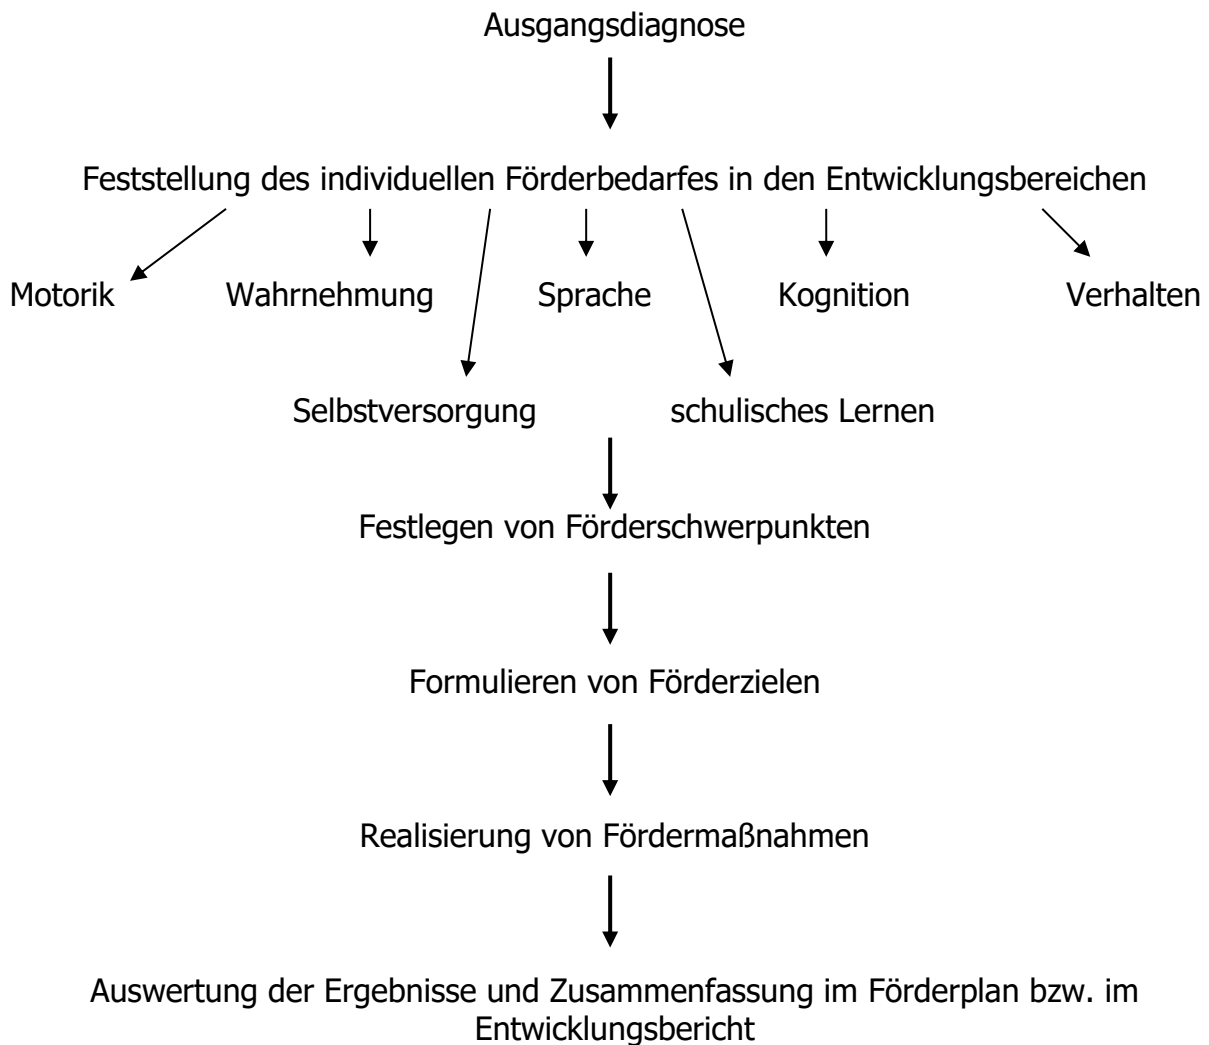 Ausgangsdiagnose
Feststellung des individuellen Förderbedarfes in den Entwicklungsbereichen
Motorik Wahrnehmung Sprache Kognition Verhalten
Selbstversorgung schulisches Lernen
Festlegen von Förderschwerpunkten
Formulieren von Förderzielen
Realisierung von Fördermaßnahmen
Auswertung der Ergebnisse und Zusammenfassung im Förderplan bzw. im
Entwicklungsbericht